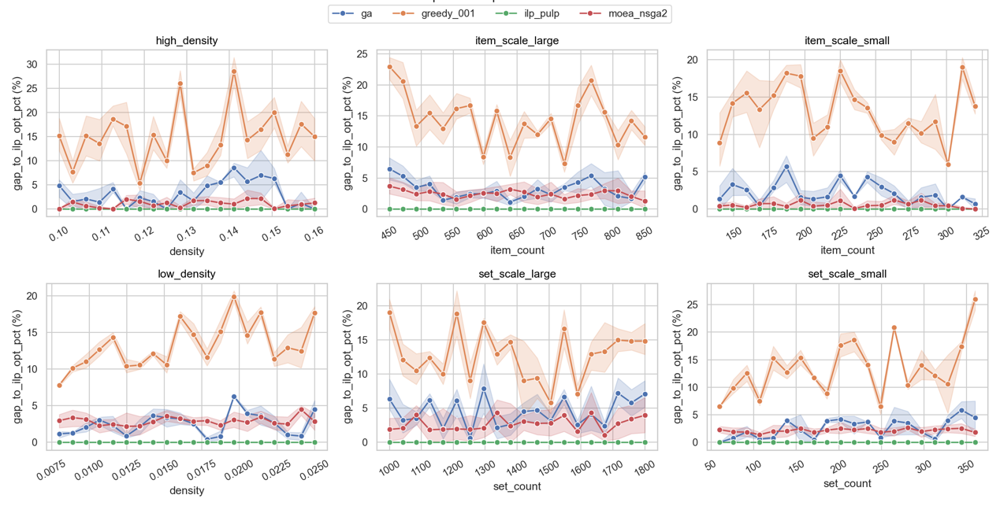 ga greedy_001 ilp_pulp moea_nsga2
high_density
gap_to_ilp_opt_pct (%)
30
25
20
15
10
5
0
0.10 0.11 0.12 0.13 0.14 0.15 0.16
density
item_scale_large
gap_to_ilp_opt_pct (%)
25
20
15
10
5
0
450 500 550 600 650 700 750 800 850
item_count
item_scale_small
gap_to_ilp_opt_pct (%)
20
15
10
5
0
150 175 200 225 250 275 300 325
item_count
low_density
gap_to_ilp_opt_pct (%)
20
15
10
5
0
0.0075 0.0100 0.0125 0.0150 0.0175 0.0200 0.0225 0.0250
density
set_scale_large
gap_to_ilp_opt_pct (%)
20
15
10
5
0
1000 1100 1200 1300 1400 1500 1600 1700 1800
set_count
set_scale_small
gap_to_ilp_opt_pct (%)
25
20
15
10
5
0
50 100 150 200 250 300 350
set_count